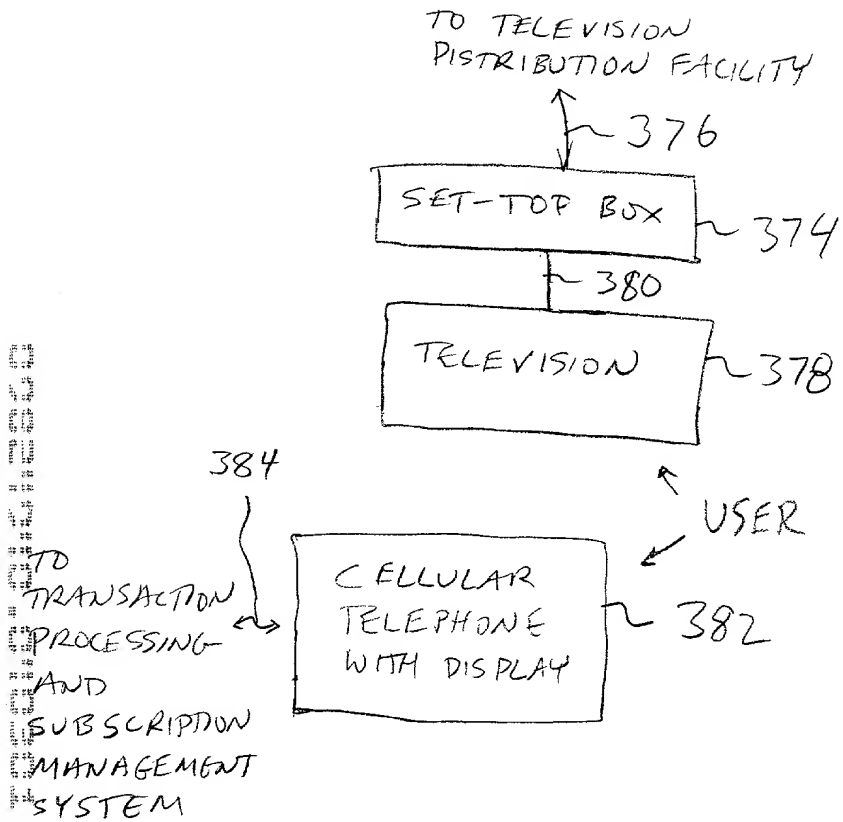 TO TELEVISION
DISTRIBUTION FACILITY
376
SET-TOP BOX
374
380
TELEVISION
378
384
USER
TO
TRANSACTION
PROCESSING
AND
SUBSCRIPTION
MANAGEMENT
SYSTEM
CELLULAR
TELEPHONE
WITH DISPLAY
382